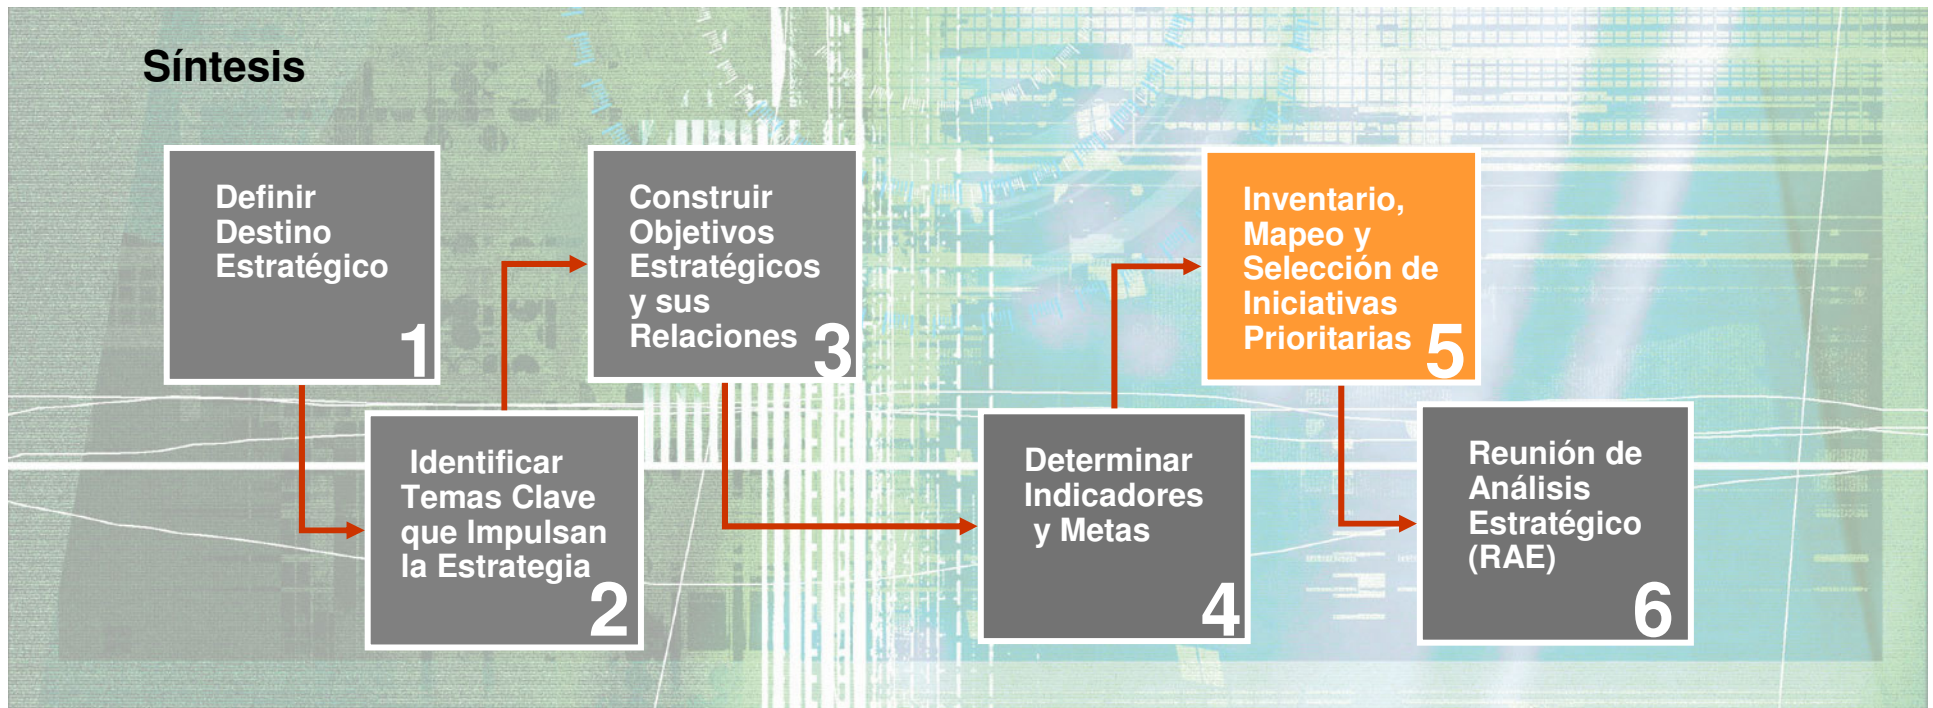 Síntesis
Definir
Destino
Estratégico
1
Identificar
Temas Clave
que Impulsan
la Estrategia
2
Construir
Objetivos
Estratégicos
y sus
Relaciones
3
Determinar
Indicadores
y Metas
4
Inventario,
Mapeo y
Selección de
Iniciativas
Prioritarias
5
Reunión de
Análisis
Estratégico
(RAE)
6